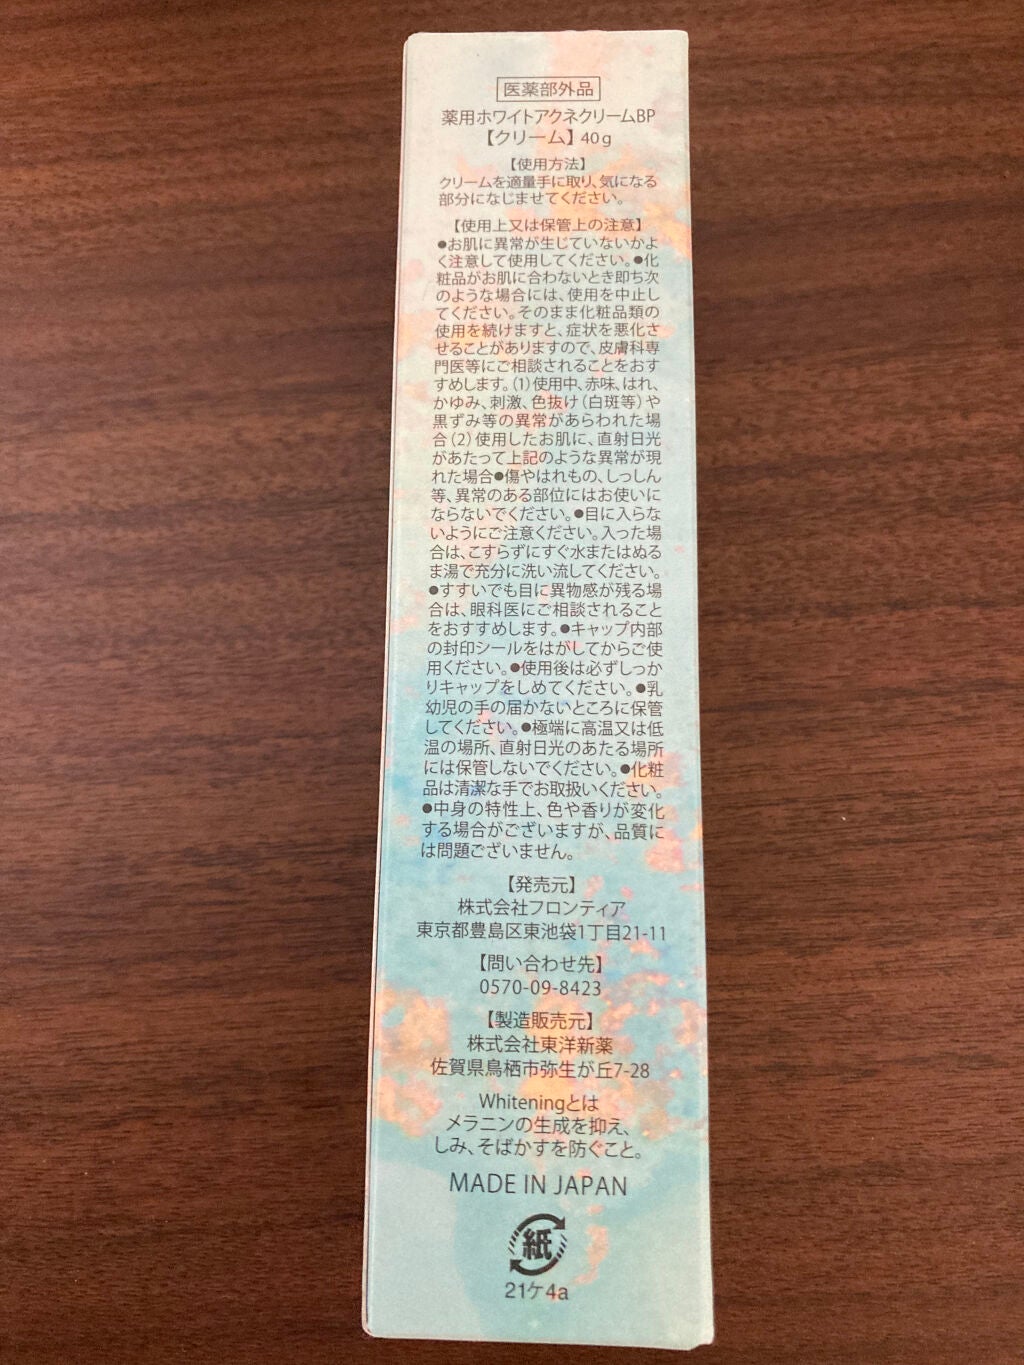 医薬部外品
薬用ホワイトアクネクリームBP
【クリーム】40g
【使用方法】
クリームを適量手に取り、気になる
部分になじませてください。
【使用上又は保管上の注意】
●お肌に異常が生じていないかよ
く注意して使用してください。●化
粧品がお肌に合わないとき即ち次
のような場合には、使用を中止し
てください。そのまま化粧品類の
使用を続けますと、症状を悪化さ
せることがありますので、皮膚科専
門医等にご相談されることをおす
すめします。(1)使用中、赤味、はれ、
かゆみ、刺激、色抜け(白斑等)や
黒ずみ等の異常があらわれた場
合(2)使用したお肌に、直射日光
があたって上記のような異常が現
れた場合●傷やはれもの、しっしん
等、異常のある部位にはお使いに
ならないでください。●目に入らな
いようにご注意ください。入った場
合は、こすらずにすぐ水またはぬる
ま湯で充分に洗い流してください。
●すすいでも目に異物感が残る場
合は、眼科医にご相談されること
をおすすめします。●キャップ内部
の封印シールをはがしてからご使
用ください。●使用後は必ずしっか
りキャップをしめてください。●乳
幼児の手の届かないところに保管
してください。●極端に高温又は低
温の場所、直射日光のあたる場所
には保管しないでください。●化粧
品は清潔な手でお取扱いください。
●中身の特性上、色や香りが変化
する場合がございますが、品質に
は問題ございません。
【発売元】
株式会社フロンティア
東京都豊島区東池袋1丁目21-11
【問い合わせ先】
0570-09-8423
【製造販売元】
株式会社東洋新薬
佐賀県鳥栖市弥生が丘7-28
Whiteningとは
メラニンの生成を抑え、
しみ、そばかすを防ぐこと。
MADE IN JAPAN
紙
21ケ4a